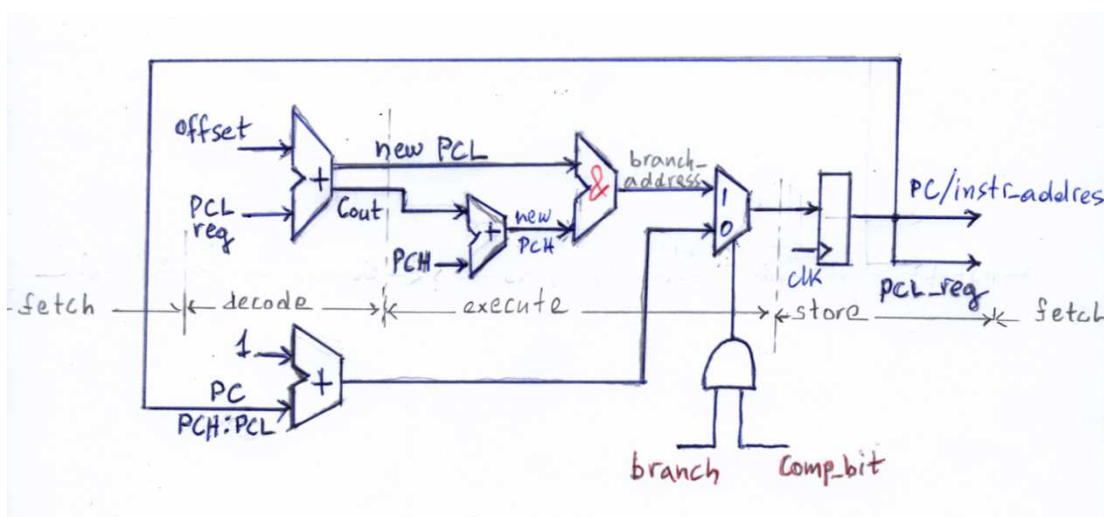 offset
new PCL
&
branch_
address
1
PC/instr_addres
PCL
reg
+
Cout
+
new
PCH
0
PCH
clk
PCL_reg
fetch
decode
execute
store
fetch
1
+
PC
PCH:PCL
branch
Comp_bit